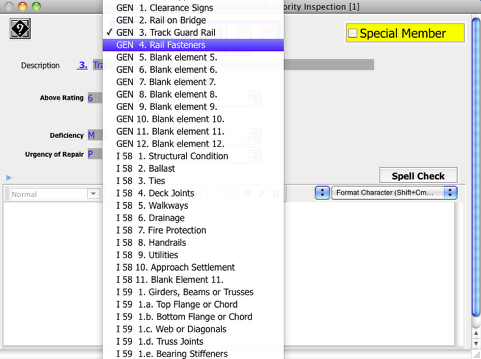 Authority Inspection [1]
GEN 1. Clearance Signs
GEN 2. Rail on Bridge
✓ GEN 3. Track Guard Rail
GEN 4. Rail Fasteners
GEN 5. Blank element 5.
GEN 6. Blank element 6.
GEN 7. Blank element 7.
GEN 8. Blank element 8.
GEN 9. Blank element 9.
GEN 10. Blank element 10.
GEN 11. Blank element 11.
GEN 12. Blank element 12.
I 58 1. Structural Condition
I 58 2. Ballast
I 58 3. Ties
I 58 4. Deck Joints
I 58 5. Walkways
I 58 6. Drainage
I 58 7. Fire Protection
I 58 8. Handrails
I 58 9. Utilities
I 58 10. Approach Settlement
I 58 11. Blank Element 11.
I 59 1. Girders, Beams or Trusses
I 59 1.a. Top Flange or Chord
I 59 1.b. Bottom Flange or Chord
I 59 1.c. Web or Diagonals
I 59 1.d. Truss Joints
I 59 1.e. Bearing Stiffeners
Special Member
Description 3. Tra
Above Rating 6
Deficiency M
Urgency of Repair P
Spell Check
Normal
B I U
Format Character (Shift+Cm...